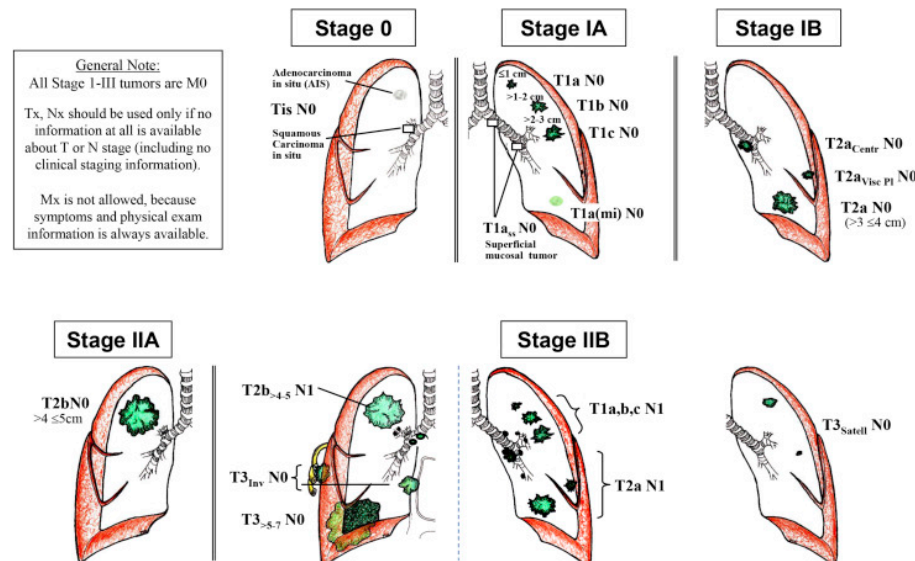 Stage 0
Stage IA
Stage IB
General Note:
All Stage 1-III tumors are M0
Tx, Nx should be used only if no
information at all is available
about T or N stage (including no
clinical staging information).
Mx is not allowed, because
symptoms and physical exam
information is always available.
Adenocarcinoma
in situ (AIS)
Tis N0
Squamous
Carcinoma
in situ
≤1 cm
>1-2 cm
>2-3 cm
T1a N0
T1b N0
T1c N0
T1a(mi) N0
T1ass N0
Superficial
mucosal tumor
T2aCentr N0
T2aVisc Pl N0
T2a N0
(>3 ≤4 cm)
Stage IIA
Stage IIB
T2bN0
>4 ≤5cm
T2b>4-5 N1
T3Inv N0
T3>5-7 N0
T1a,b,c N1
T2a N1
T3Satell N0